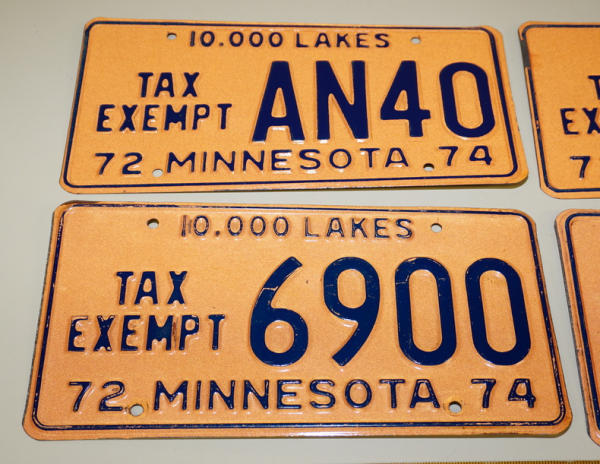 10.000 LAKES
TAX
EXEMPT AN40
72 MINNESOTA 74
10.000 LAKES
TAX
EXEMPT 6900
72 MINNESOTA 74